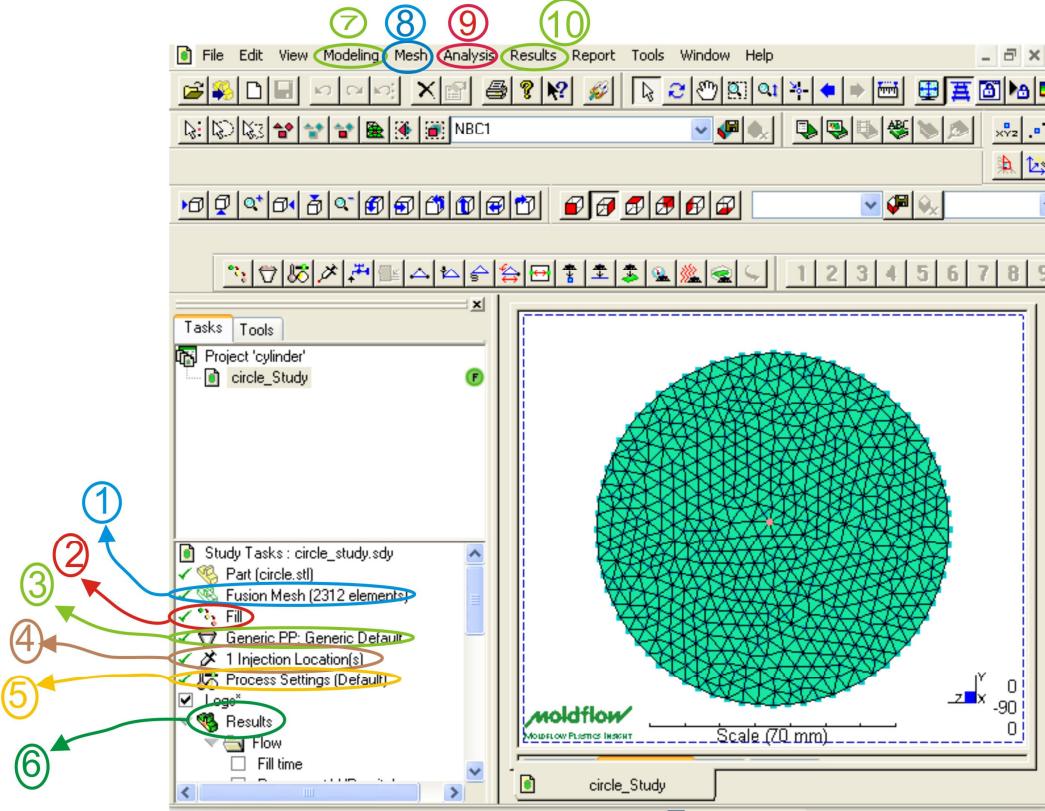 7 8 9 10
File Edit View Modeling Mesh Analysis Results Report Tools Window Help
NBC1
ABC
XYZ
1 2 3 4 5 6 7 8 9
Tasks Tools
Project 'cylinder'
circle_Study F
1
2
3
4
5
6
Study Tasks : circle_study.sdy
Part (circle.stl)
Fusion Mesh (2312 elements)
Fill
Generic PP: Generic Default
1 Injection Location(s)
Process Settings (Default)
Logs*
Results
Flow
Fill time
moldflow
MOLDFLOW PLASTICS INSIGHT
Scale (70 mm)
Y
Z X
0
-90
0
circle_Study